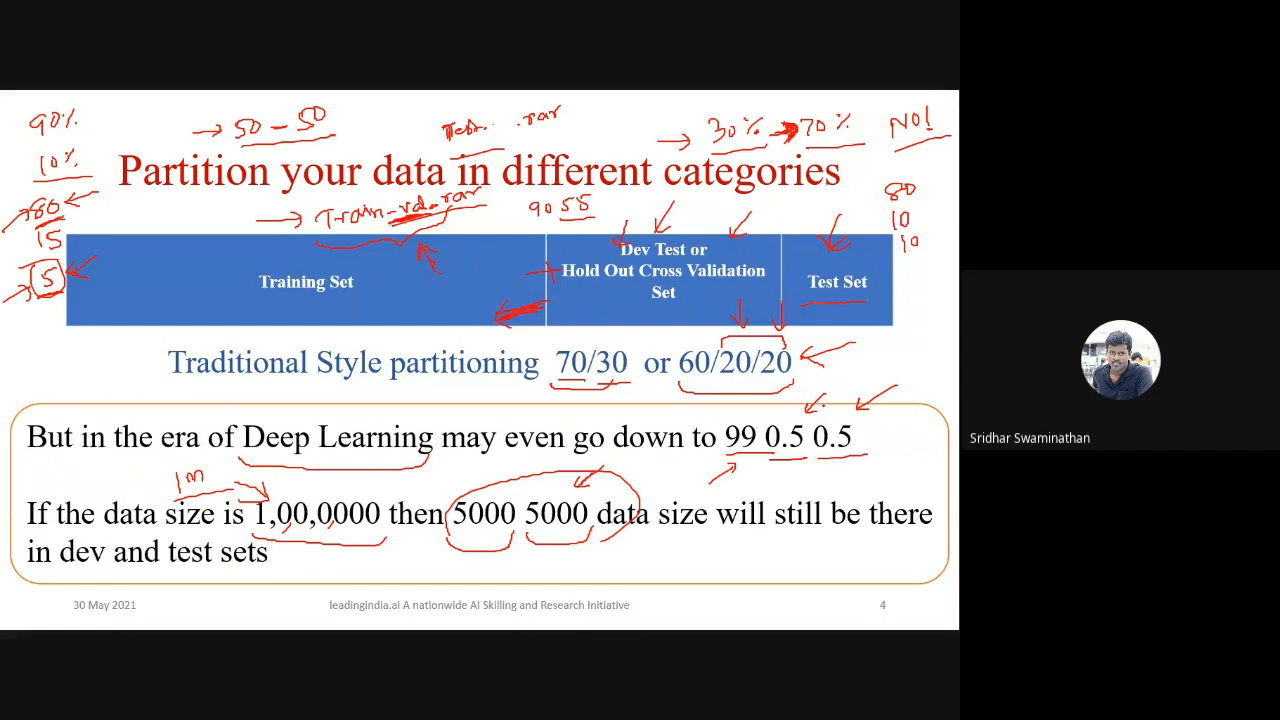 90%
→ 50 - 50
Test .rar
→ 30% → 70%
NO!
10%
Partition your data in different categories
80
15
5
→ Train-val.rar
90 5 5
80
10
10
Training Set
Dev Test or
Hold Out Cross Validation
Set
Test Set
Traditional Style partitioning 70/30 or 60/20/20
But in the era of Deep Learning may even go down to 99 0.5 0.5
1m
If the data size is 1,00,0000 then 5000 5000 data size will still be there
in dev and test sets
30 May 2021
leadingindia.ai A nationwide AI Skilling and Research Initiative
4
Sridhar Swaminathan